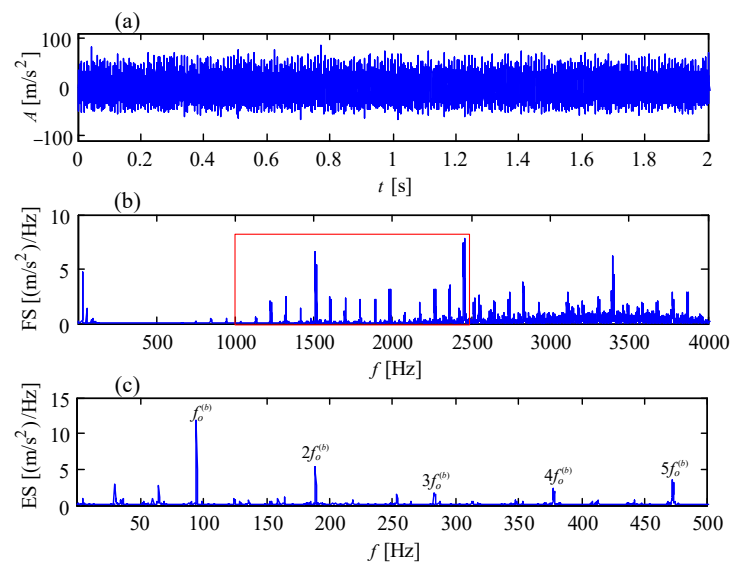 (a)
A [m/s²]
100
0
−100
0 0.2 0.4 0.6 0.8 1 1.2 1.4 1.6 1.8 2
t [s]
(b)
FS [(m/s²)/Hz]
10
5
0
500 1000 1500 2000 2500 3000 3500 4000
f [Hz]
(c)
ES [(m/s²)/Hz]
15
10
5
0
fₒ⁽ᵇ⁾
2fₒ⁽ᵇ⁾
3fₒ⁽ᵇ⁾
4fₒ⁽ᵇ⁾
5fₒ⁽ᵇ⁾
50 100 150 200 250 300 350 400 450 500
f [Hz]